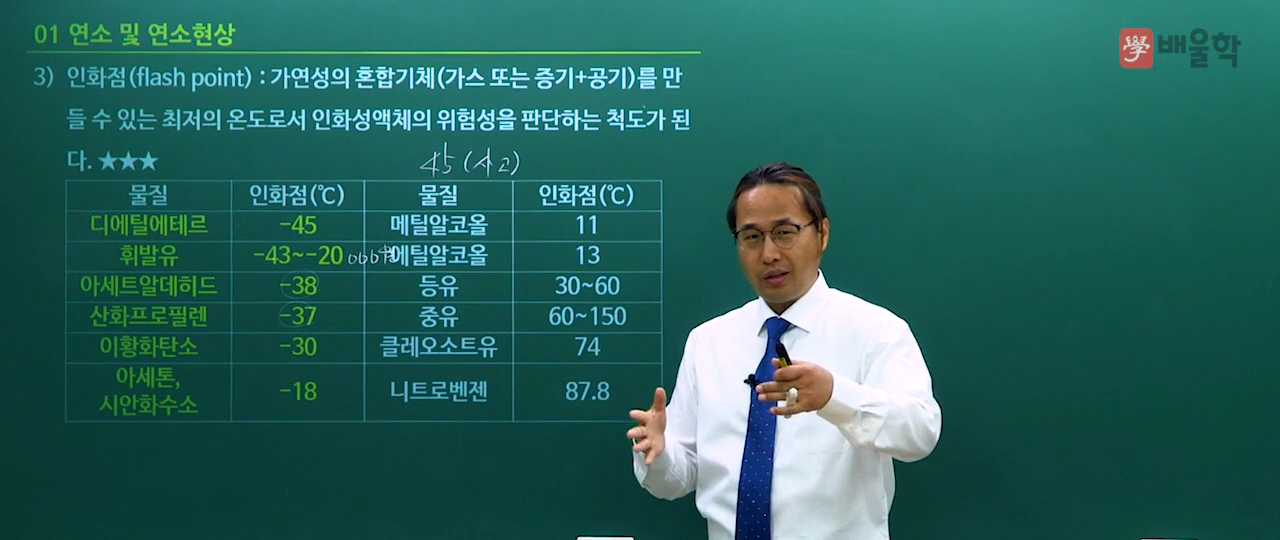 01 연소 및 연소현상
學 배울학
3) 인화점(flash point) : 가연성의 혼합기체(가스 또는 증기+공기)를 만
들 수 있는 최저의 온도로서 인화성액체의 위험성을 판단하는 척도가 된
다. ★★★
45 (사고)
물질 인화점(℃) 물질 인화점(℃)
디에틸에테르 -45 메틸알코올 11
휘발유 -43~-20 메틸알코올 13
아세트알데히드 -38 등유 30~60
산화프로필렌 -37 중유 60~150
이황화탄소 -30 클레오소트유 74
아세톤,
시안화수소 -18 니트로벤젠 87.8